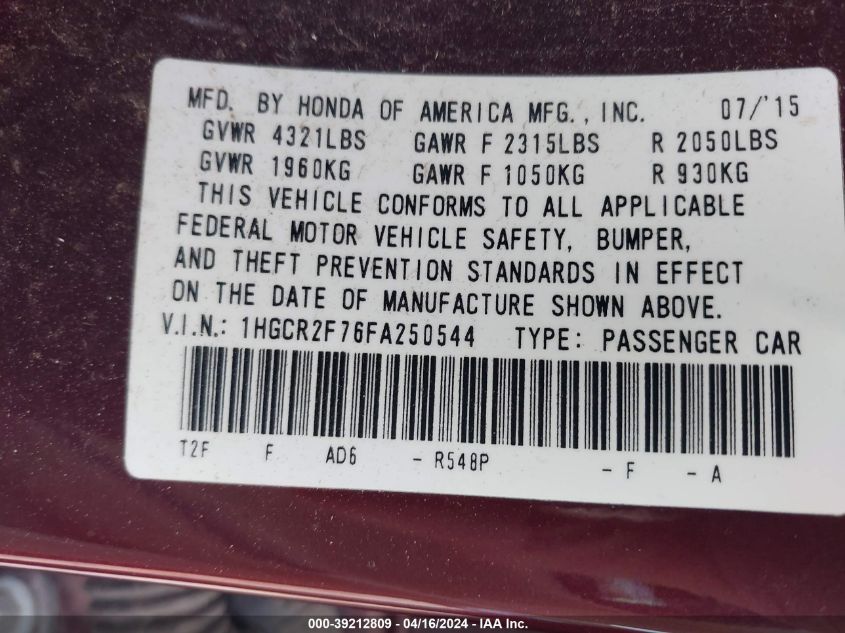 MFD. BY HONDA OF AMERICA MFG., INC. 07/'15
GVWR 4321LBS GAWR F 2315LBS R 2050LBS
GVWR 1960KG GAWR F 1050KG R 930KG
THIS VEHICLE CONFORMS TO ALL APPLICABLE
FEDERAL MOTOR VEHICLE SAFETY, BUMPER,
AND THEFT PREVENTION STANDARDS IN EFFECT
ON THE DATE OF MANUFACTURE SHOWN ABOVE.
V.I.N.: 1HGCR2F76FA250544 TYPE: PASSENGER CAR
T2F F AD6 - R548P - F - A
000-39212809 - 04/16/2024 - IAA Inc.